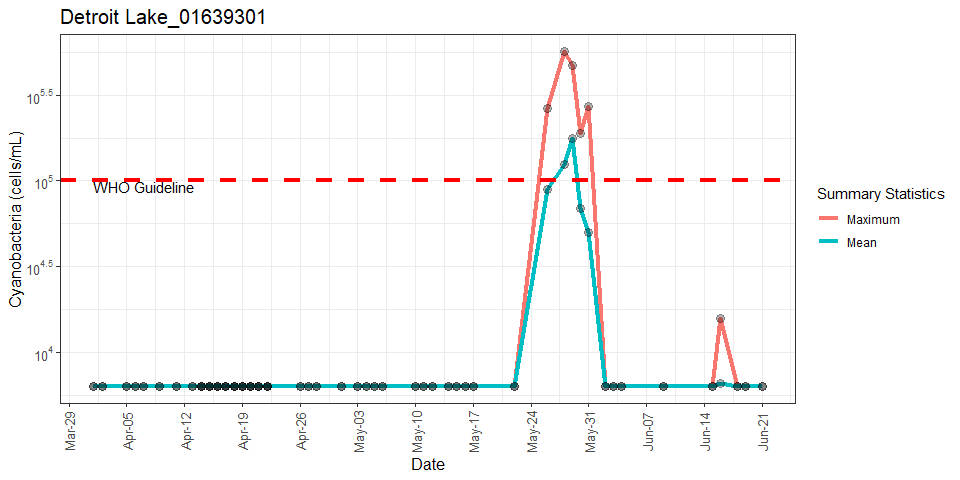 Detroit Lake_01639301
Cyanobacteria (cells/mL)
10^5.5
10^5
10^4.5
10^4
WHO Guideline
Mar-29
Apr-05
Apr-12
Apr-19
Apr-26
May-03
May-10
May-17
May-24
May-31
Jun-07
Jun-14
Jun-21
Date
Summary Statistics
Maximum
Mean